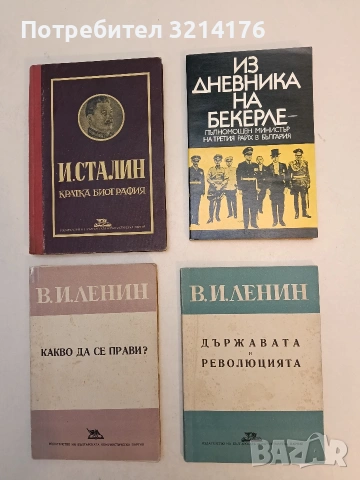 Потребител 3214176
И.СТАЛИН
КРАТКА БИОГРАФИЯ
ИЗ
ДНЕВНИКА
НА
БЕКЕРЛЕ—
ПЪЛНОМОЩЕН МИНИСТЪР
НА ТРЕТИЯ РАЙХ В БЪЛГАРИЯ
В.И.ЛЕНИН
КАКВО ДА СЕ ПРАВИ?
В.И.ЛЕНИН
ДЪРЖАВАТА
И
РЕВОЛЮЦИЯТА
BAZAR